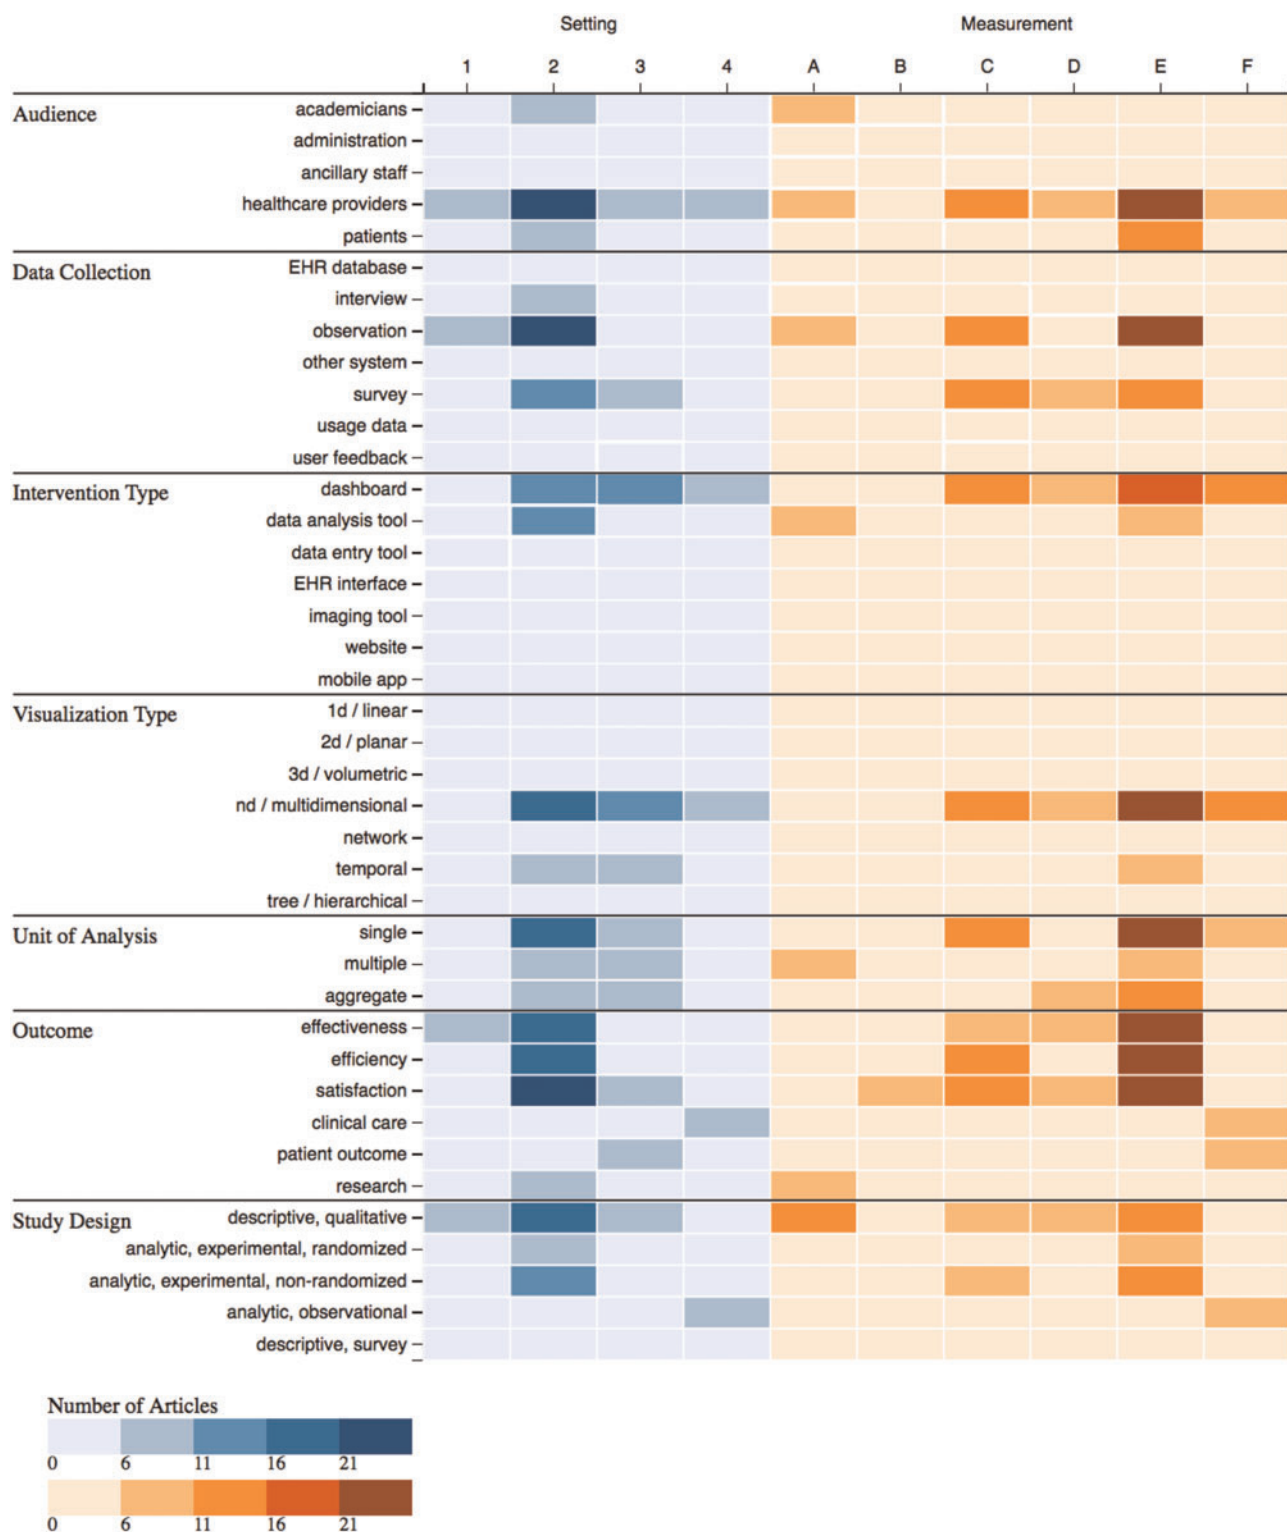 Setting Measurement
1 2 3 4 A B C D E F
Audience academicians
administration
ancillary staff
healthcare providers
patients
Data Collection EHR database
interview
observation
other system
survey
usage data
user feedback
Intervention Type dashboard
data analysis tool
data entry tool
EHR interface
imaging tool
website
mobile app
Visualization Type 1d / linear
2d / planar
3d / volumetric
nd / multidimensional
network
temporal
tree / hierarchical
Unit of Analysis single
multiple
aggregate
Outcome effectiveness
efficiency
satisfaction
clinical care
patient outcome
research
Study Design descriptive, qualitative
analytic, experimental, randomized
analytic, experimental, non-randomized
analytic, observational
descriptive, survey
Number of Articles
0 6 11 16 21
0 6 11 16 21